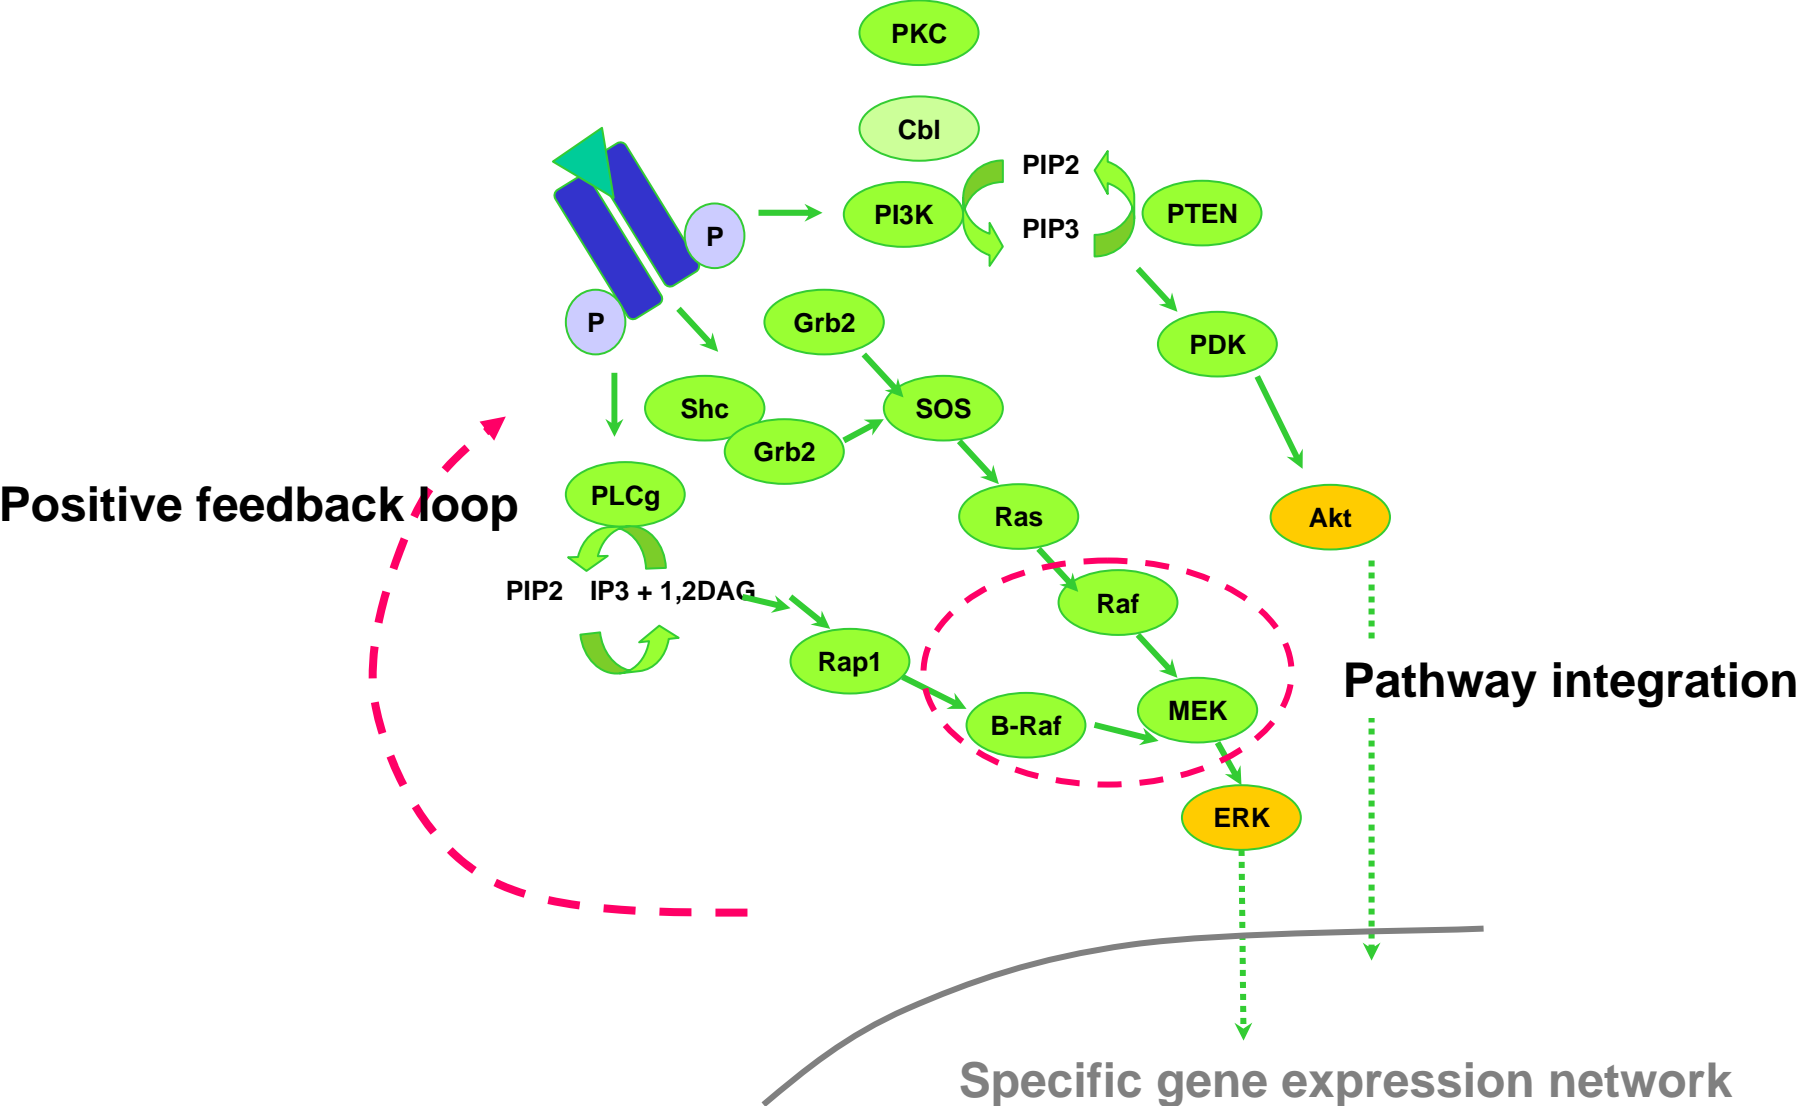 PKC
Cbl
PIP2
PI3K
PTEN
PIP3
P
P
Grb2
PDK
Shc
SOS
Grb2
Positive feedback loop
PLCg
Ras
Akt
PIP2 IP3 + 1,2DAG
Raf
Rap1
Pathway integration
B-Raf
MEK
ERK
Specific gene expression network